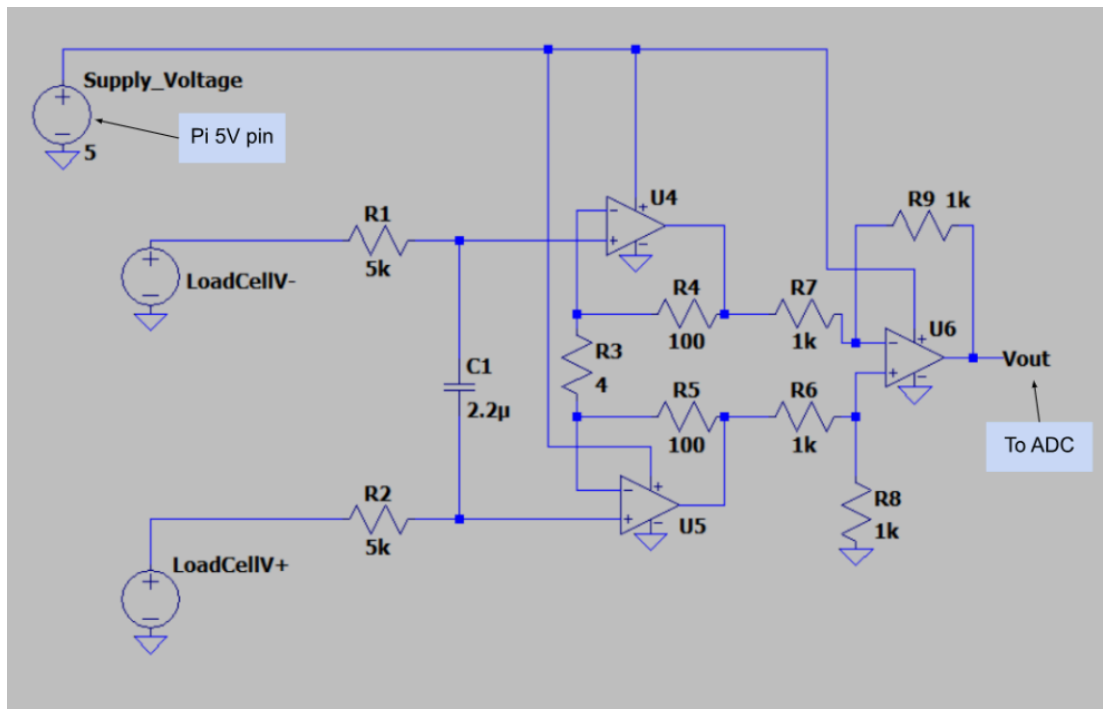 Supply_Voltage
Pi 5V pin
5
U4
R9 1k
R1
5k
LoadCellV-
R4
100
R7
1k
U6
R3
4
Vout
C1
2.2µ
R5
100
R6
1k
To ADC
R2
5k
U5
R8
1k
LoadCellV+